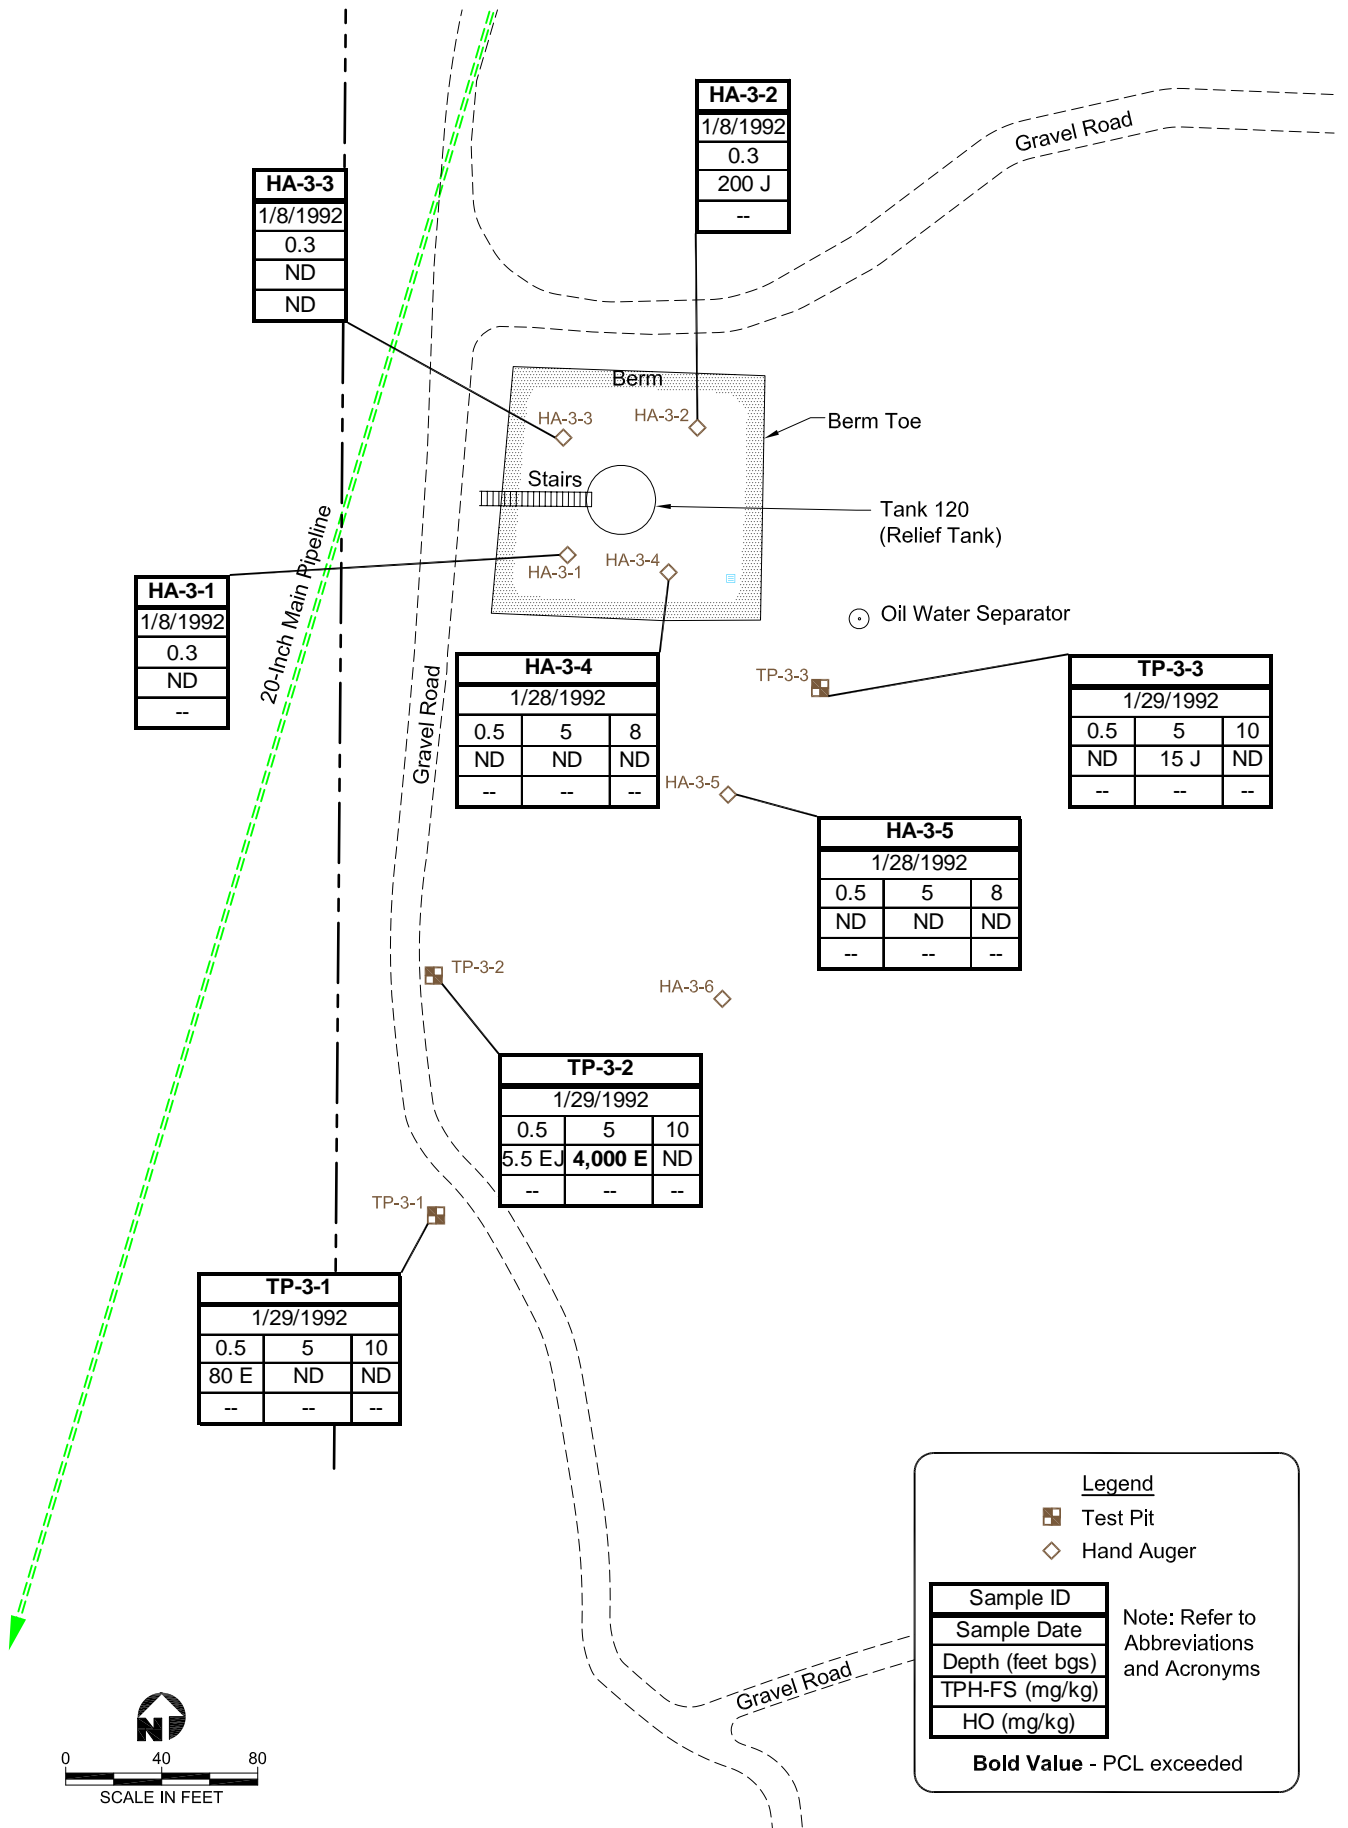 HA-3-2
1/8/1992
0.3
200 J
--
Gravel Road
HA-3-3
1/8/1992
0.3
ND
ND
Berm
HA-3-3
HA-3-2
Berm Toe
Stairs
Tank 120
(Relief Tank)
20-Inch Main Pipeline
HA-3-1
HA-3-4
HA-3-1
1/8/1992
0.3
ND
--
Oil Water Separator
Gravel Road
HA-3-4
1/28/1992
0.5 5 8
ND ND ND
-- -- --
TP-3-3
TP-3-3
1/29/1992
0.5 5 10
ND 15 J ND
-- -- --
HA-3-5
HA-3-5
1/28/1992
0.5 5 8
ND ND ND
-- -- --
TP-3-2
HA-3-6
TP-3-2
1/29/1992
0.5 5 10
5.5 EJ 4,000 E ND
-- -- --
TP-3-1
TP-3-1
1/29/1992
0.5 5 10
80 E ND ND
-- -- --
Legend
Test Pit
Hand Auger
Sample ID
Sample Date
Depth (feet bgs)
TPH-FS (mg/kg)
HO (mg/kg)
Note: Refer to
Abbreviations
and Acronyms
Bold Value - PCL exceeded
Gravel Road
N
0 40 80
SCALE IN FEET